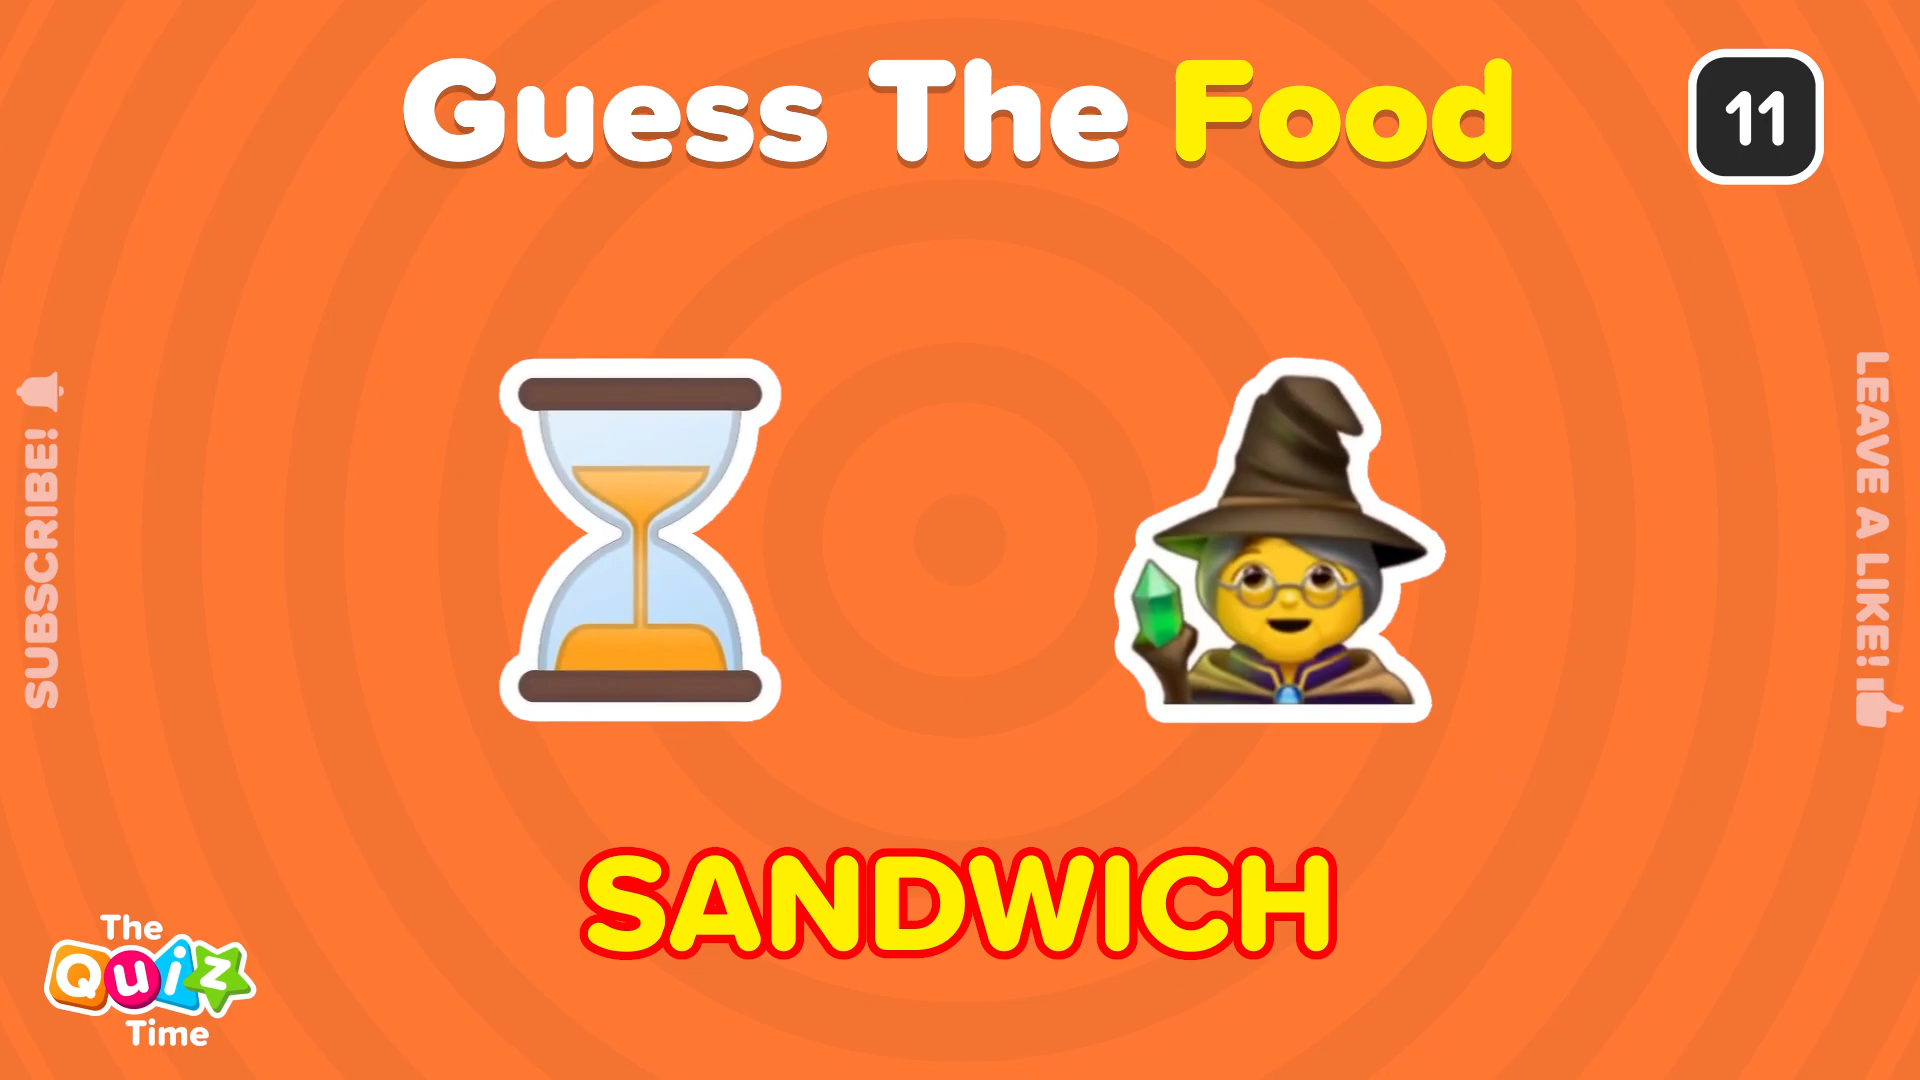 Guess The Food
11
SUBSCRIBE!
LEAVE A LIKE!
SANDWICH
The
Quiz
Time